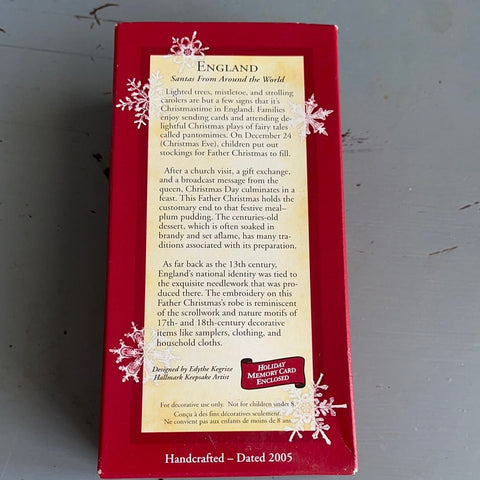 ENGLAND
Santas From Around the World
Lighted trees, mistletoe, and strolling
carolers are but a few signs that it's
Christmastime in England. Families
enjoy sending cards and attending de-
lightful Christmas plays of fairy tales
called pantomimes. On December 24
(Christmas Eve), children put out
stockings for Father Christmas to fill.
After a church visit, a gift exchange,
and a broadcast message from the
queen, Christmas Day culminates in a
feast. This Father Christmas holds the
customary end to that festive meal–
plum pudding. The centuries-old
dessert, which is often soaked in
brandy and set aflame, has many tra-
ditions associated with its preparation.
As far back as the 13th century,
England's national identity was tied to
the exquisite needlework that was pro-
duced there. The embroidery on this
Father Christmas's robe is reminiscent
of the scrollwork and nature motifs of
17th- and 18th-century decorative
items like samplers, clothing, and
household cloths.
Designed by Edythe Kegrize
Hallmark Keepsake Artist
HOLIDAY
MEMORY CARD
ENCLOSED
For decorative use only. Not for children under 8.
Conçu à des fins décoratives seulement.
Ne convient pas aux enfants de moins de 8 ans.
Handcrafted – Dated 2005